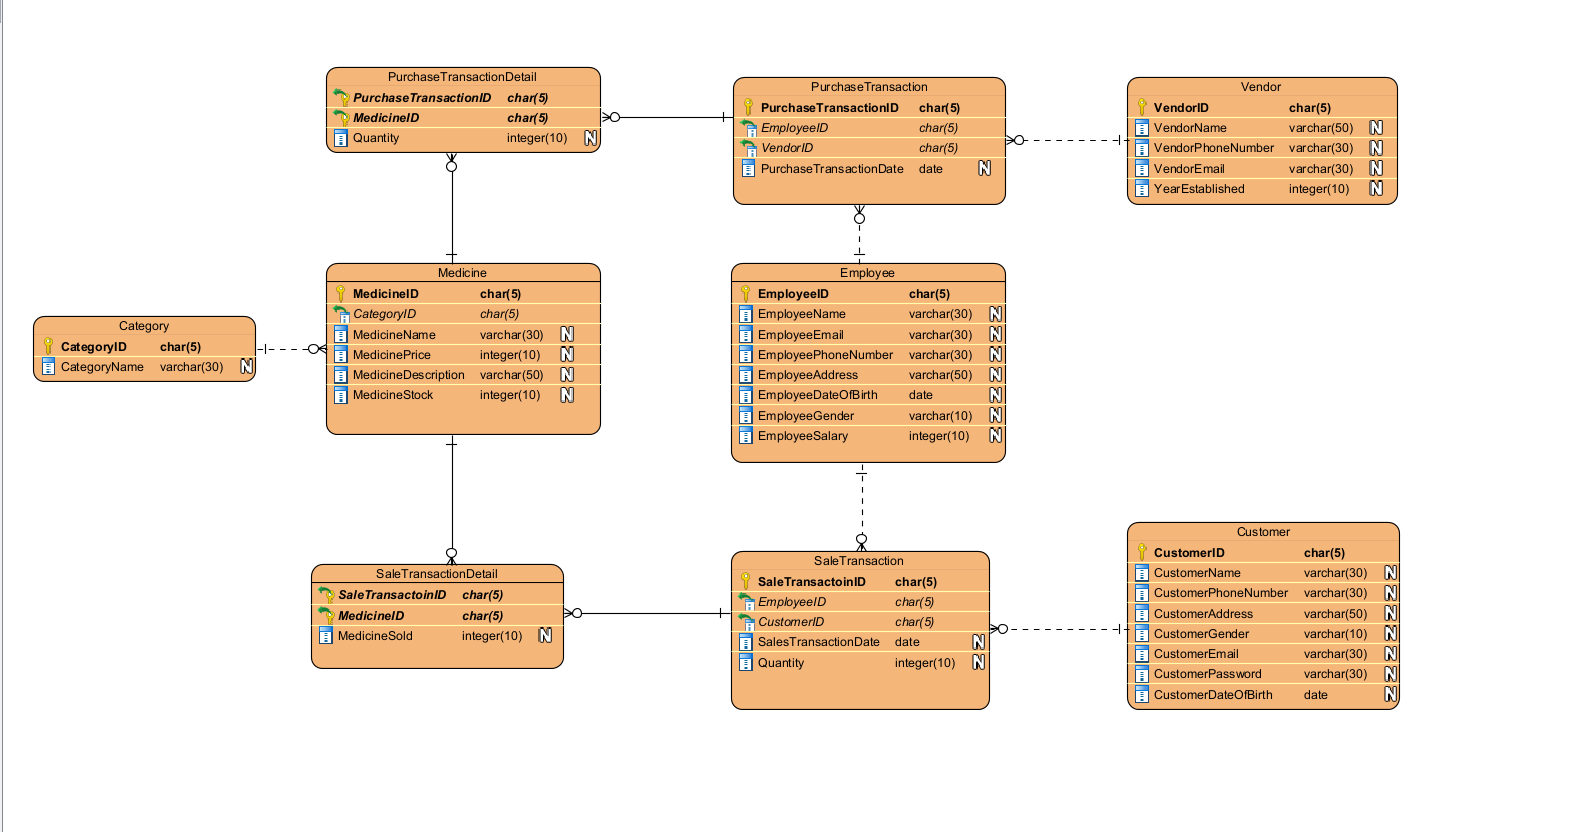 PurchaseTransactionDetail
PurchaseTransactionID char(5)
MedicineID char(5)
Quantity integer(10) N
PurchaseTransaction
PurchaseTransactionID char(5)
EmployeeID char(5)
VendorID char(5)
PurchaseTransactionDate date N
Vendor
VendorID char(5)
VendorName varchar(50) N
VendorPhoneNumber varchar(30) N
VendorEmail varchar(30) N
YearEstablished integer(10) N
Category
CategoryID char(5)
CategoryName varchar(30) N
Medicine
MedicineID char(5)
CategoryID char(5)
MedicineName varchar(30) N
MedicinePrice integer(10) N
MedicineDescription varchar(50) N
MedicineStock integer(10) N
Employee
EmployeeID char(5)
EmployeeName varchar(30) N
EmployeeEmail varchar(30) N
EmployeePhoneNumber varchar(30) N
EmployeeAddress varchar(50) N
EmployeeDateOfBirth date N
EmployeeGender varchar(10) N
EmployeeSalary integer(10) N
SaleTransactionDetail
SaleTransactoinID char(5)
MedicineID char(5)
MedicineSold integer(10) N
SaleTransaction
SaleTransactoinID char(5)
EmployeeID char(5)
CustomerID char(5)
SalesTransactionDate date N
Quantity integer(10) N
Customer
CustomerID char(5)
CustomerName varchar(30) N
CustomerPhoneNumber varchar(30) N
CustomerAddress varchar(50) N
CustomerGender varchar(10) N
CustomerEmail varchar(30) N
CustomerPassword varchar(30) N
CustomerDateOfBirth date N